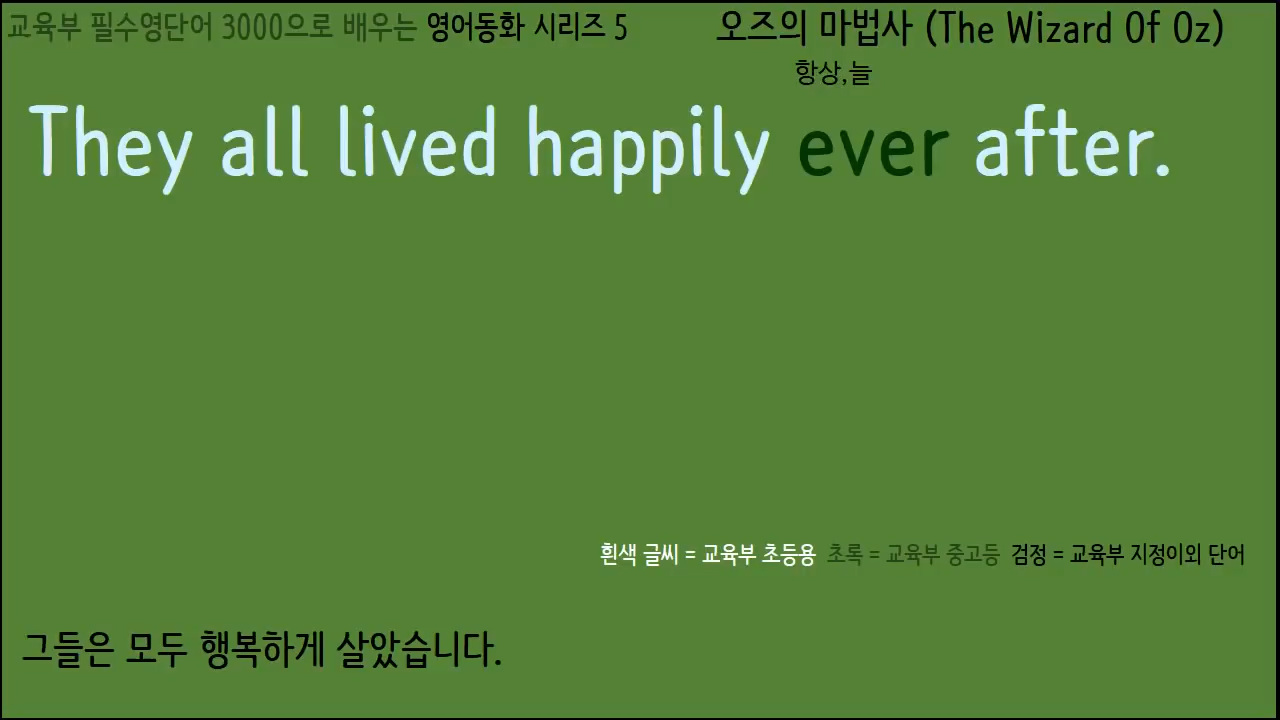 교육부 필수영단어 3000으로 배우는 영어동화 시리즈 5 오즈의 마법사 (The Wizard Of Oz)
항상,늘
They all lived happily ever after.
흰색 글씨 = 교육부 초등용 초록 = 교육부 중고등 검정 = 교육부 지정이외 단어
그들은 모두 행복하게 살았습니다.